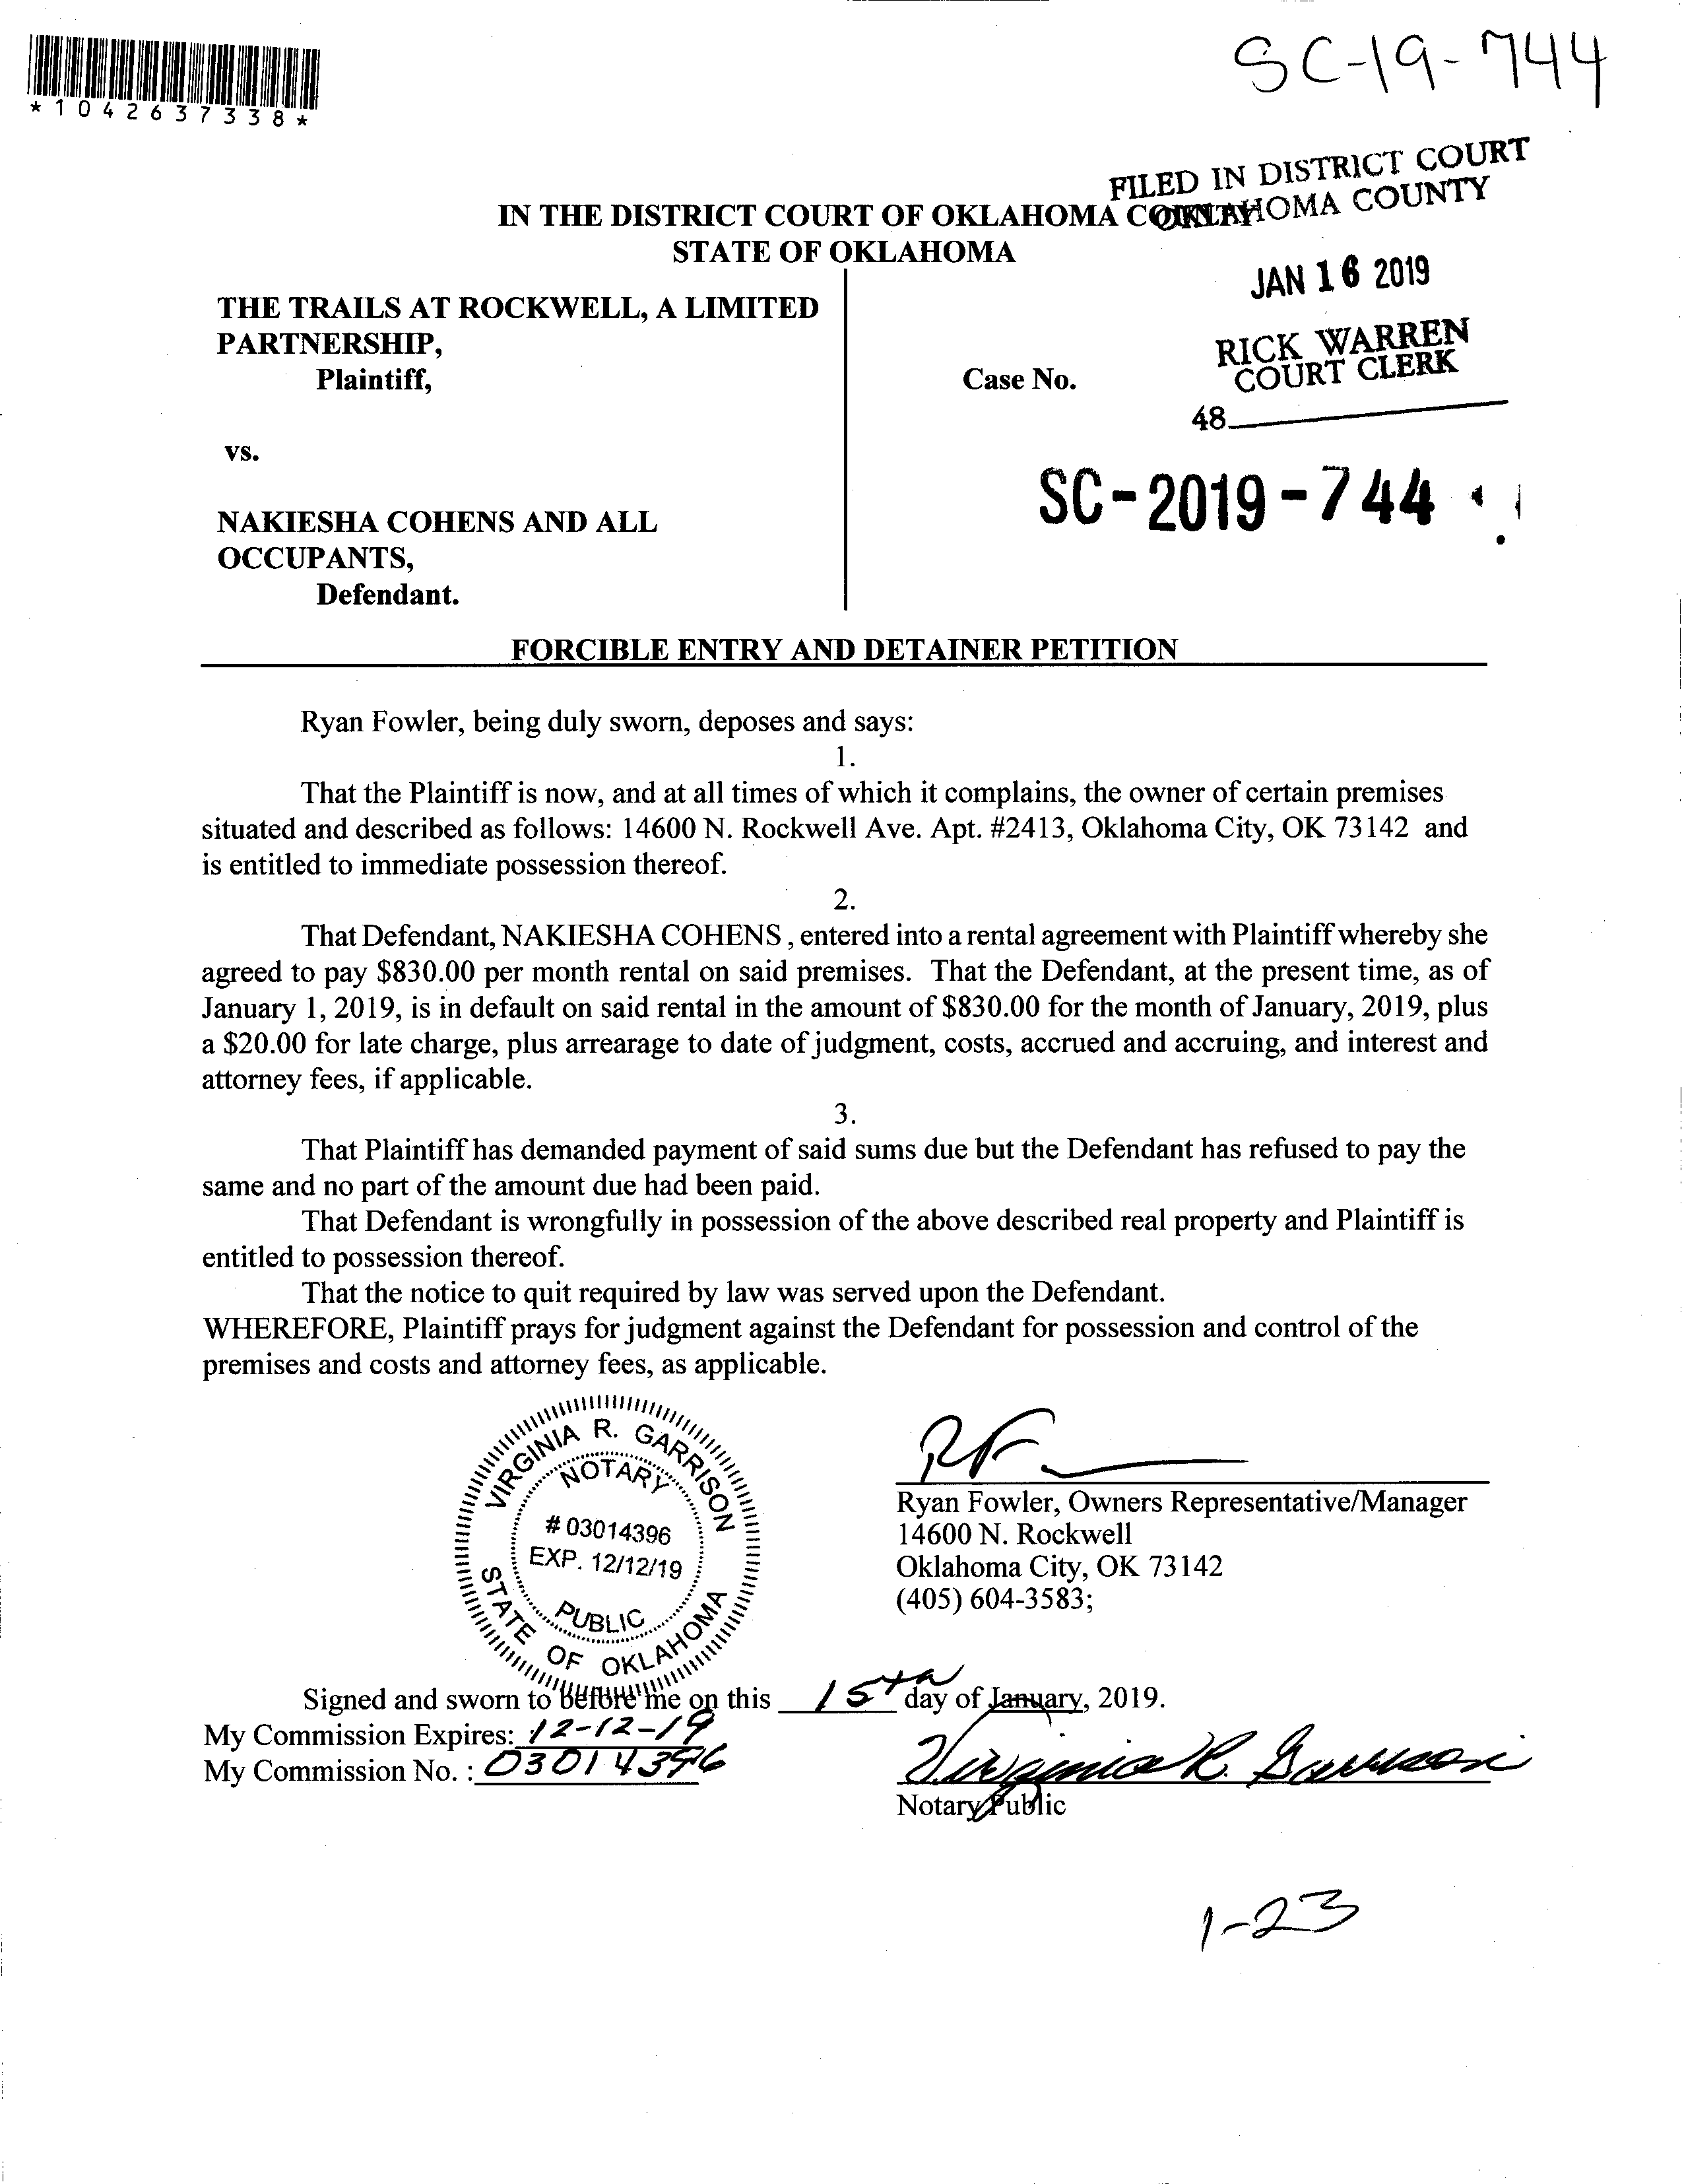 SC-19-744
*1042637338*
FILED IN DISTRICT COURT
OKLAHOMA COUNTY
IN THE DISTRICT COURT OF OKLAHOMA COUNTY
STATE OF OKLAHOMA
JAN 16 2019
THE TRAILS AT ROCKWELL, A LIMITED
PARTNERSHIP,
Plaintiff,
RICK WARREN
COURT CLERK
Case No.
48
vs.
SC-2019-744
NAKIESHA COHENS AND ALL
OCCUPANTS,
Defendant.
FORCIBLE ENTRY AND DETAINER PETITION
Ryan Fowler, being duly sworn, deposes and says:
1.
That the Plaintiff is now, and at all times of which it complains, the owner of certain premises
situated and described as follows: 14600 N. Rockwell Ave. Apt. #2413, Oklahoma City, OK 73142 and
is entitled to immediate possession thereof.
2.
That Defendant, NAKIESHA COHENS , entered into a rental agreement with Plaintiff whereby she
agreed to pay $830.00 per month rental on said premises. That the Defendant, at the present time, as of
January 1, 2019, is in default on said rental in the amount of $830.00 for the month of January, 2019, plus
a $20.00 for late charge, plus arrearage to date of judgment, costs, accrued and accruing, and interest and
attorney fees, if applicable.
3.
That Plaintiff has demanded payment of said sums due but the Defendant has refused to pay the
same and no part of the amount due had been paid.
That Defendant is wrongfully in possession of the above described real property and Plaintiff is
entitled to possession thereof.
That the notice to quit required by law was served upon the Defendant.
WHEREFORE, Plaintiff prays for judgment against the Defendant for possession and control of the
premises and costs and attorney fees, as applicable.
VIRGINIA R. GARRISON
NOTARY
# 03014396
EXP. 12/12/19
PUBLIC
STATE OF OKLAHOMA
RF
Ryan Fowler, Owners Representative/Manager
14600 N. Rockwell
Oklahoma City, OK 73142
(405) 604-3583;
Signed and sworn to before me on this 15th day of January, 2019.
My Commission Expires: 12-12-19
My Commission No. : 03014396
Virginia R. Garrison
Notary Public
1-23